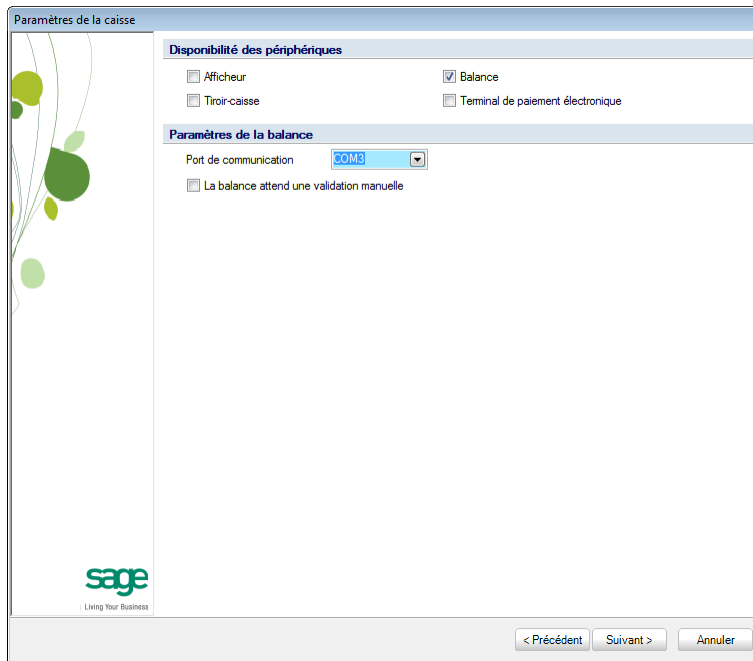 Paramètres de la caisse
Disponibilité des périphériques
Afficheur
Balance
Tiroir-caisse
Terminal de paiement électronique
Paramètres de la balance
Port de communication COM3
La balance attend une validation manuelle
sage
Living Your Business
< Précédent Suivant > Annuler